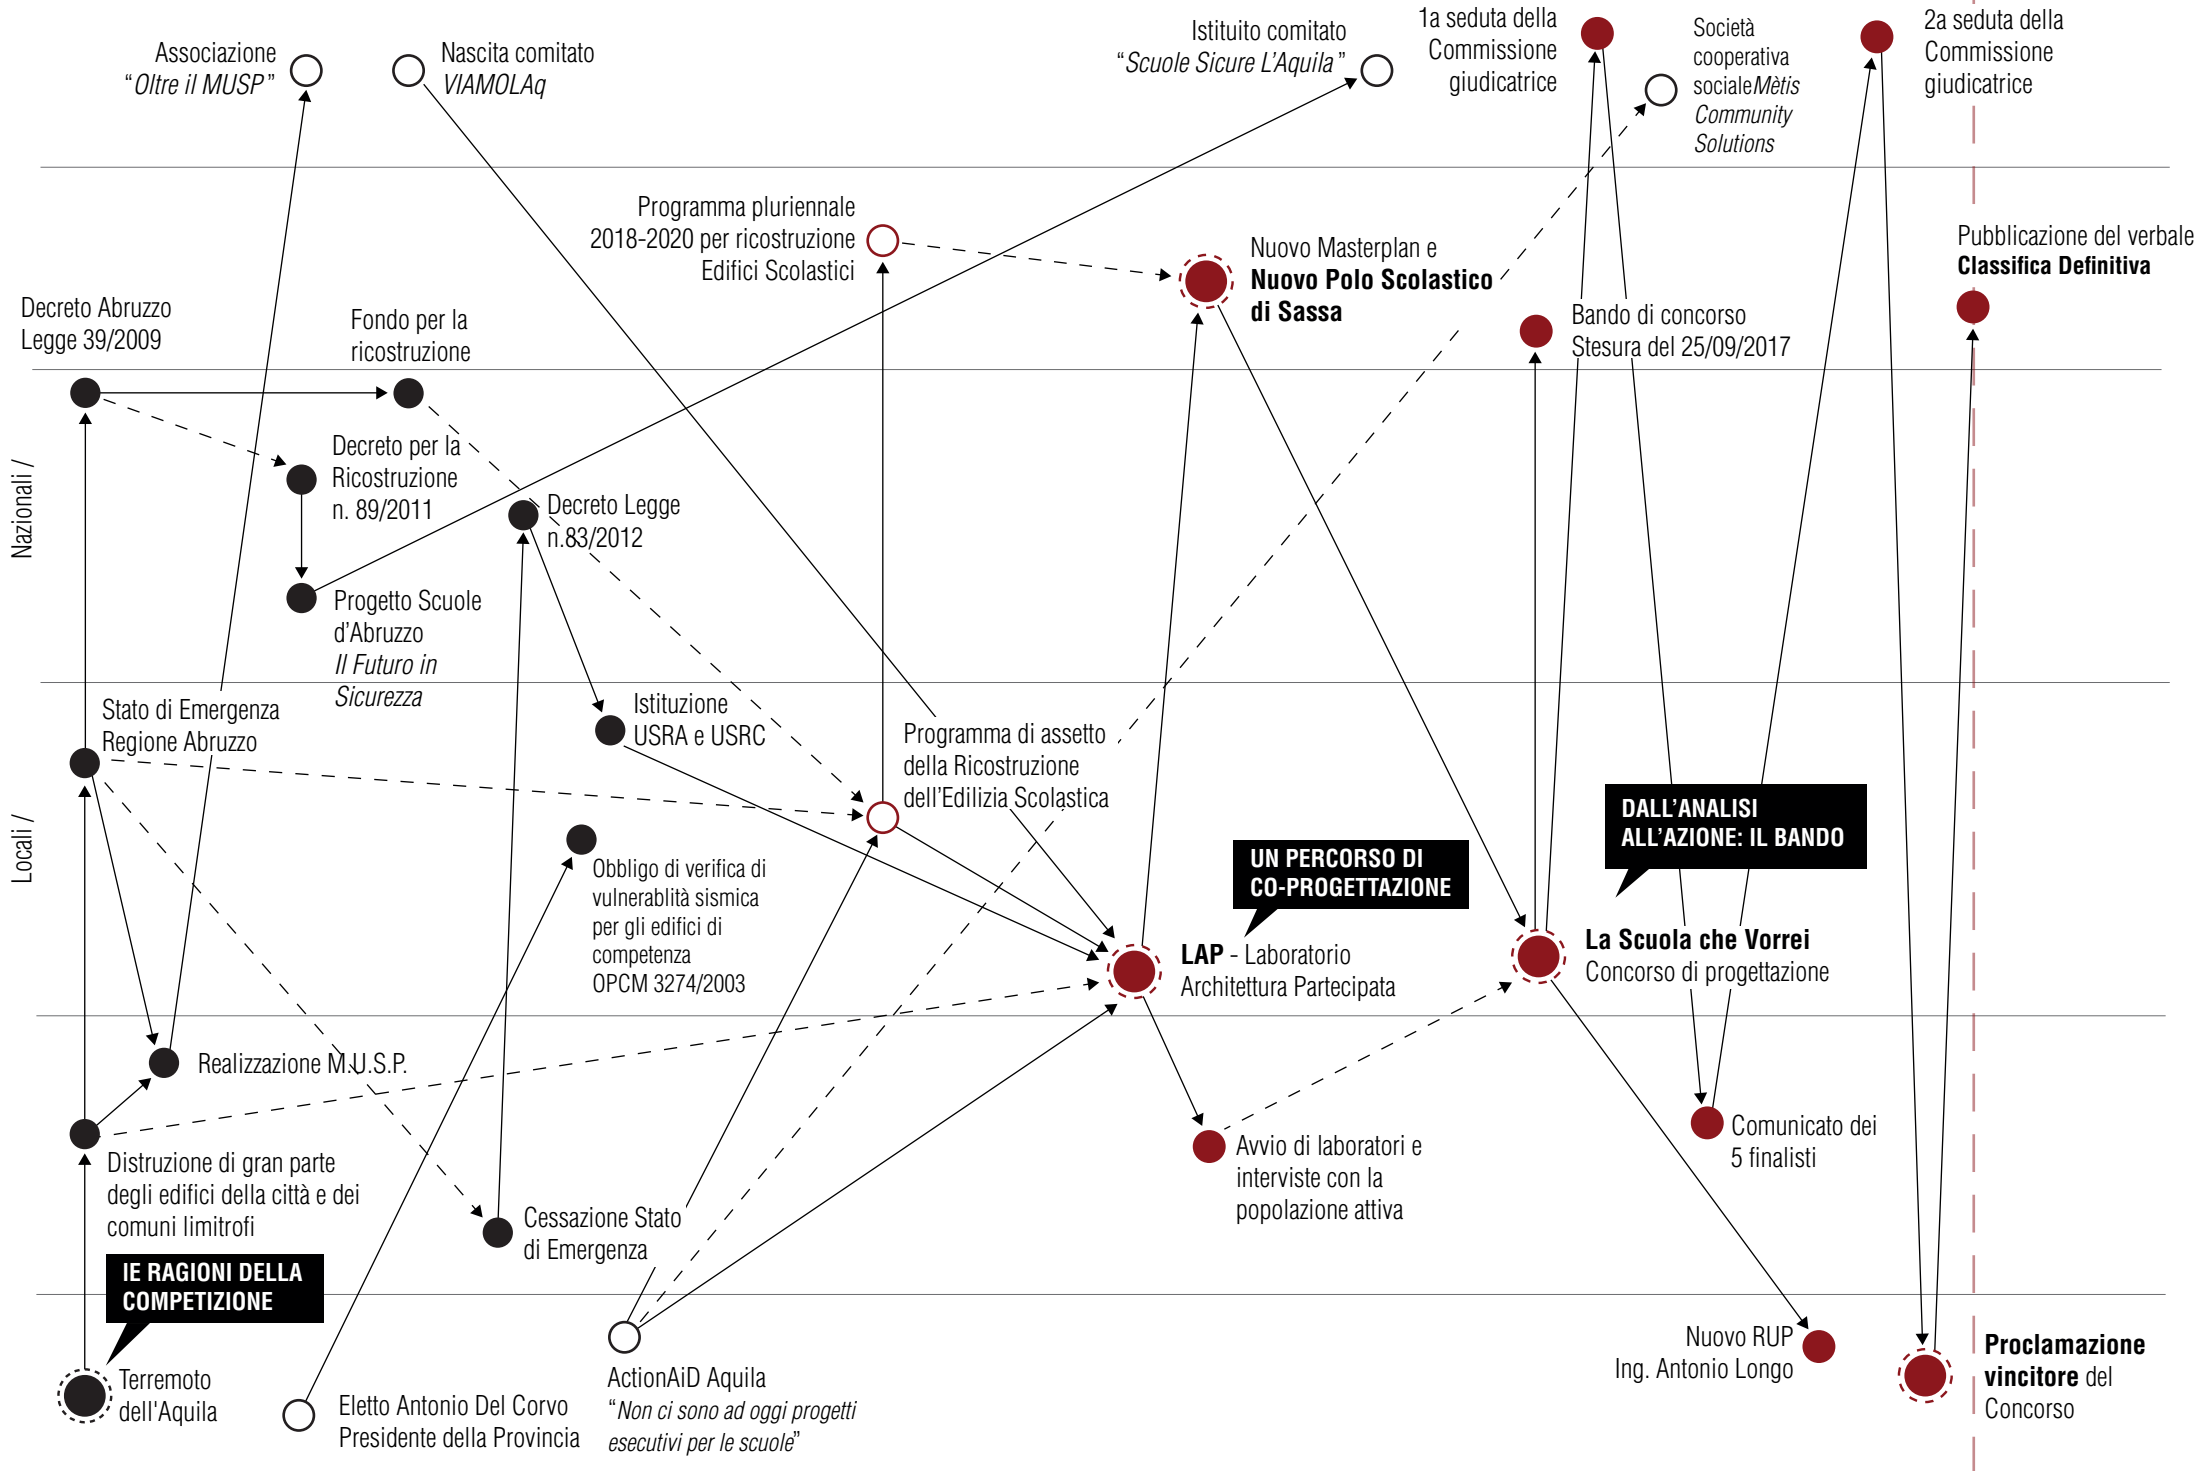 Associazione
“Oltre il MUSP”
Nascita comitato
VIAMOLAq
Istituito comitato
“Scuole Sicure L’Aquila”
1a seduta della
Commissione
giudicatrice
Società
cooperativa
socialeMètis
Community
Solutions
2a seduta della
Commissione
giudicatrice
Programma pluriennale
2018-2020 per ricostruzione
Edifici Scolastici
Nuovo Masterplan e
Nuovo Polo Scolastico
di Sassa
Pubblicazione del verbale
Classifica Definitiva
Decreto Abruzzo
Legge 39/2009
Fondo per la
ricostruzione
Bando di concorso
Stesura del 25/09/2017
Nazionali /
Decreto per la
Ricostruzione
n. 89/2011
Decreto Legge
n.83/2012
Progetto Scuole
d’Abruzzo
Il Futuro in
Sicurezza
Stato di Emergenza
Regione Abruzzo
Istituzione
USRA e USRC
Programma di assetto
della Ricostruzione
dell’Edilizia Scolastica
Locali /
Obbligo di verifica di
vulnerablità sismica
per gli edifici di
competenza
OPCM 3274/2003
UN PERCORSO DI
CO-PROGETTAZIONE
DALL’ANALISI
ALL’AZIONE: IL BANDO
LAP - Laboratorio
Architettura Partecipata
La Scuola che Vorrei
Concorso di progettazione
Realizzazione M.U.S.P.
Distruzione di gran parte
degli edifici della città e dei
comuni limitrofi
Cessazione Stato
di Emergenza
Avvio di laboratori e
interviste con la
popolazione attiva
Comunicato dei
5 finalisti
IE RAGIONI DELLA
COMPETIZIONE
Terremoto
dell'Aquila
Eletto Antonio Del Corvo
Presidente della Provincia
ActionAiD Aquila
“Non ci sono ad oggi progetti
esecutivi per le scuole”
Nuovo RUP
Ing. Antonio Longo
Proclamazione
vincitore del
Concorso